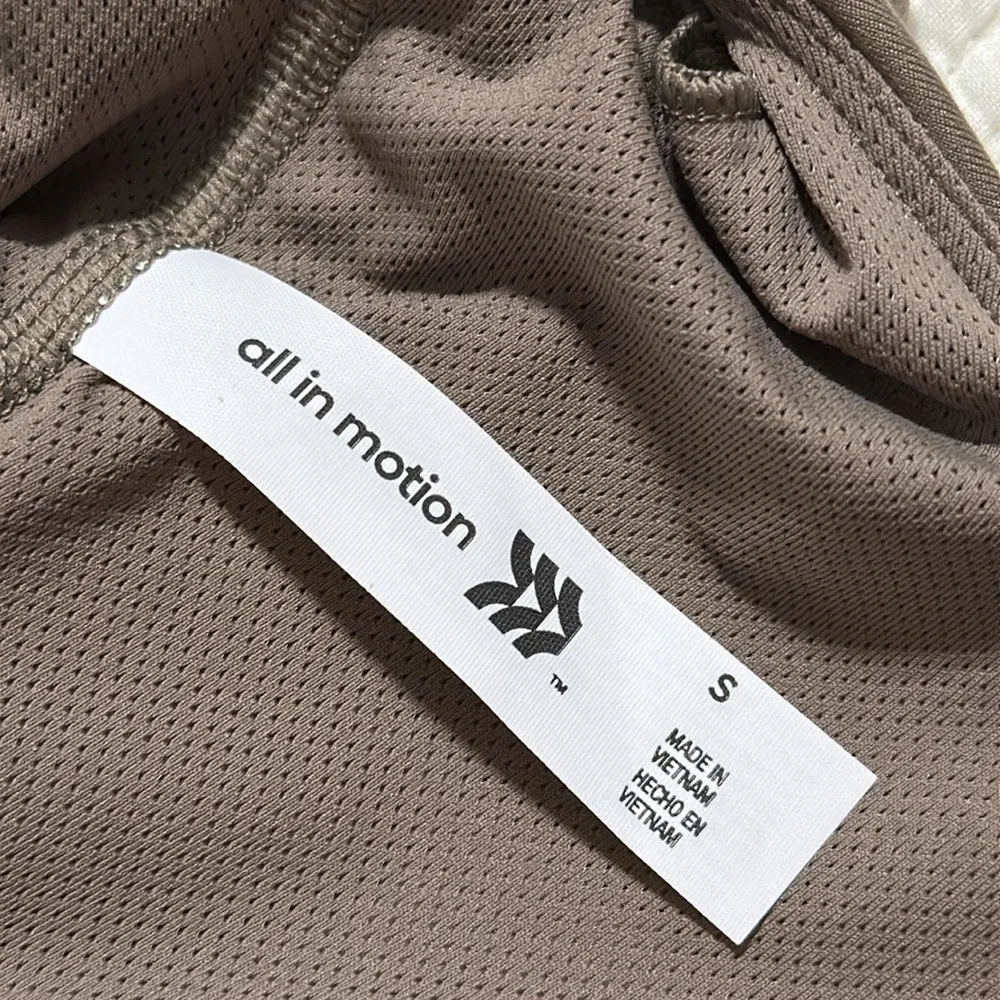 all in motion
™
S
MADE IN
VIETNAM
HECHO EN
VIETNAM